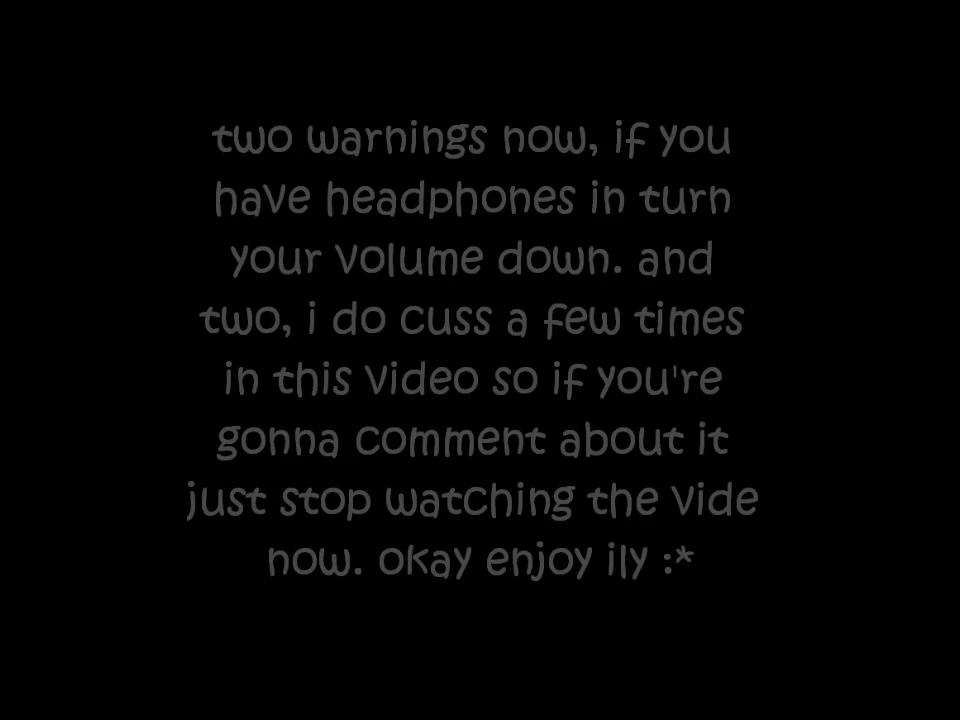 two warnings now, if you
have headphones in turn
your volume down. and
two, i do cuss a few times
in this video so if you're
gonna comment about it
just stop watching the vide
now. okay enjoy ily :*